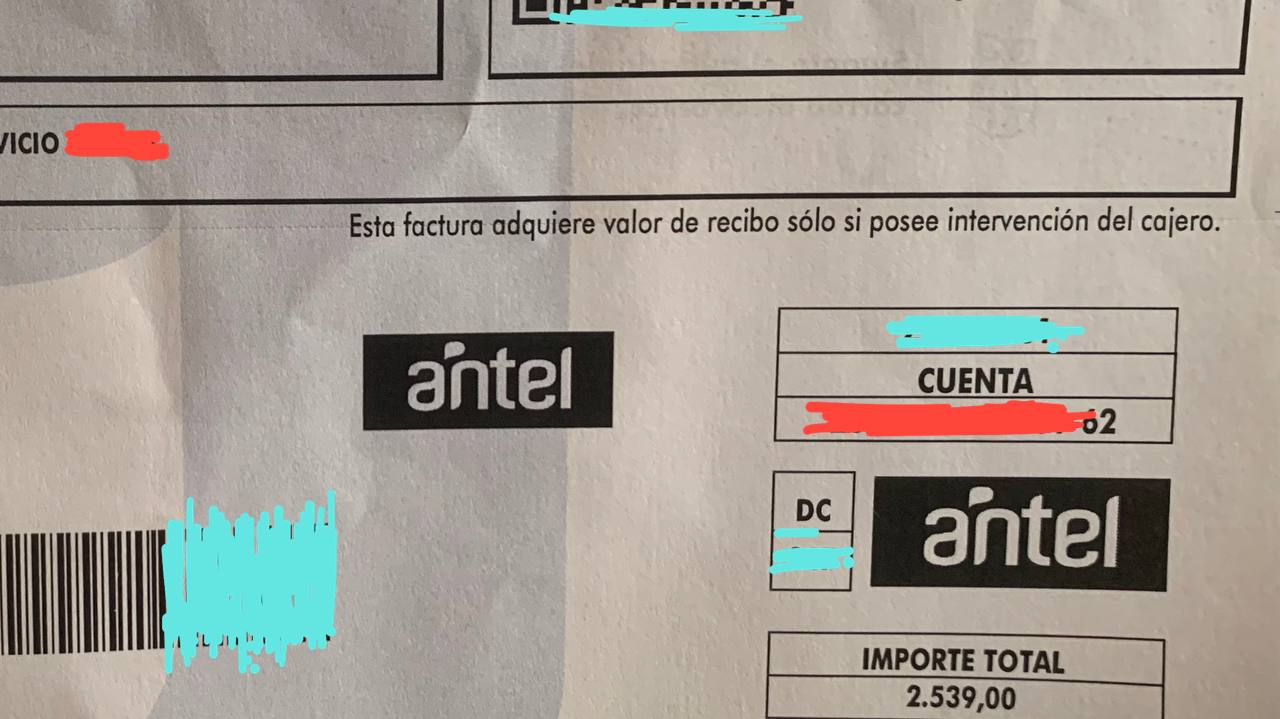 VICIO
Esta factura adquiere valor de recibo sólo si posee intervención del cajero.
antel
CUENTA
62
DC
antel
IMPORTE TOTAL
2.539,00